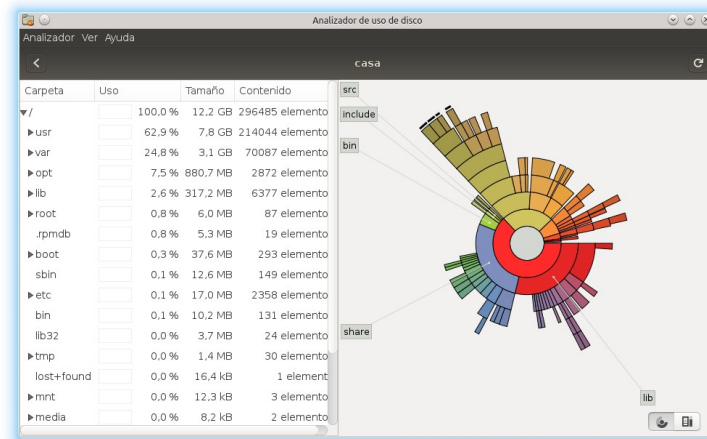 Analizador de uso de disco
Analizador Ver Ayuda
casa
Carpeta Uso Tamaño Contenido
/ 100,0 % 12,2 GB 296485 elemento
usr 62,9 % 7,8 GB 214044 elemento
var 24,8 % 3,1 GB 70087 elemento
opt 7,5 % 880,7 MB 2872 elemento
lib 2,6 % 317,2 MB 6377 elemento
root 0,8 % 6,0 MB 87 elemento
.rpmdb 0,8 % 5,3 MB 19 elemento
boot 0,3 % 37,6 MB 293 elemento
sbin 0,1 % 12,6 MB 149 elemento
etc 0,1 % 17,0 MB 2358 elemento
bin 0,1 % 10,2 MB 131 elemento
lib32 0,0 % 3,7 MB 24 elemento
tmp 0,0 % 1,4 MB 30 elemento
lost+found 0,0 % 16,4 kB 1 element
mnt 0,0 % 12,3 kB 3 elemento
media 0,0 % 8,2 kB 2 elemento
src
include
bin
share
lib